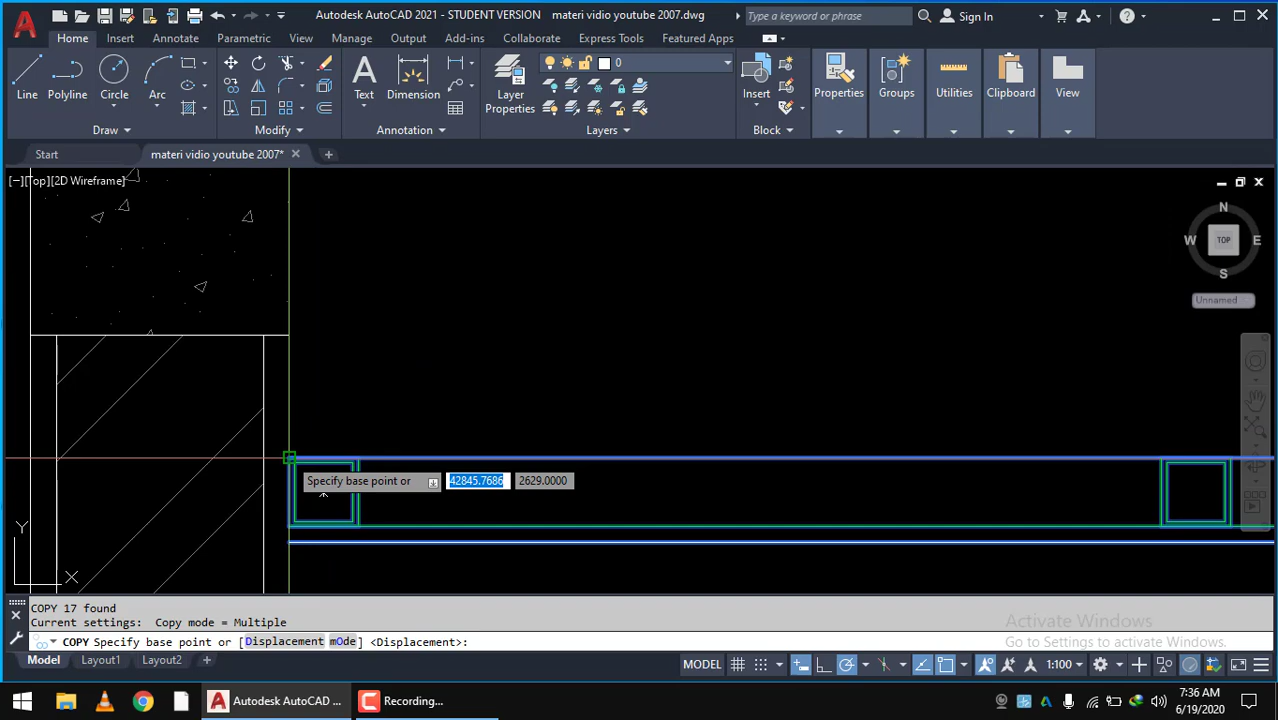 Autodesk AutoCAD 2021 - STUDENT VERSION materi vidio youtube 2007.dwg Type a keyword or phrase Sign In
Home Insert Annotate Parametric View Manage Output Add-ins Collaborate Express Tools Featured Apps
0
Line Polyline Circle Arc Text Dimension Layer Properties Insert Properties Groups Utilities Clipboard View
Draw Modify Annotation Layers Block
Start materi vidio youtube 2007*
[−][Top][2D Wireframe]
N
W TOP E
S
Unnamed
Specify base point or 42845.7686 2629.0000
Y
X
COPY 17 found
Current settings: Copy mode = Multiple
COPY Specify base point or [Displacement mOde] <Displacement>:
Activate Windows
Go to Settings to activate Windows.
Model Layout1 Layout2 MODEL 1:100
Autodesk AutoCAD ... Recording...
7:36 AM
6/19/2020